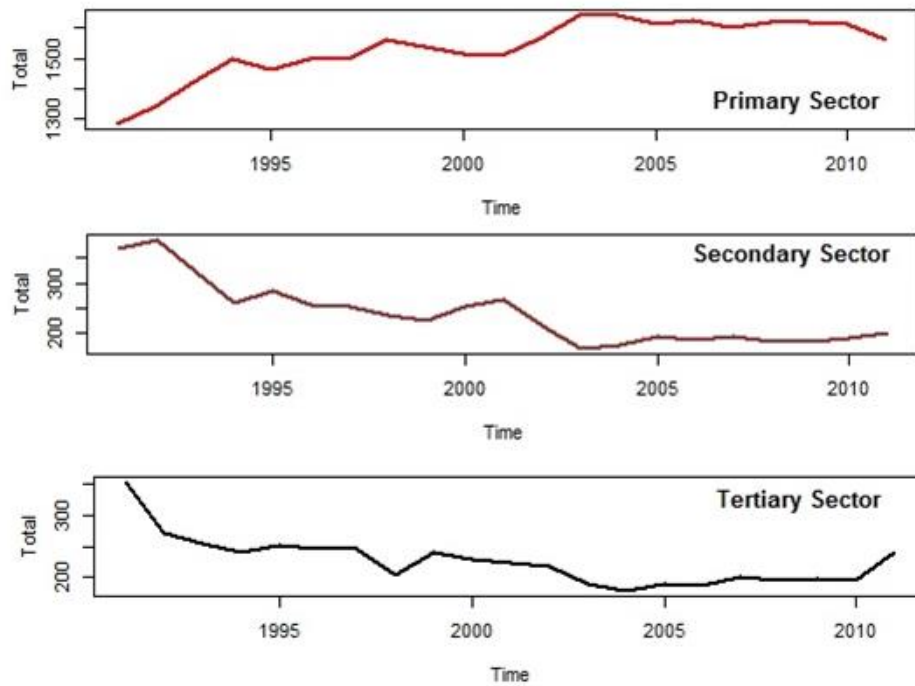 Total
1500
1300
Primary Sector
1995 2000 2005 2010
Time
Total
300
200
Secondary Sector
1995 2000 2005 2010
Time
Total
300
200
Tertiary Sector
1995 2000 2005 2010
Time